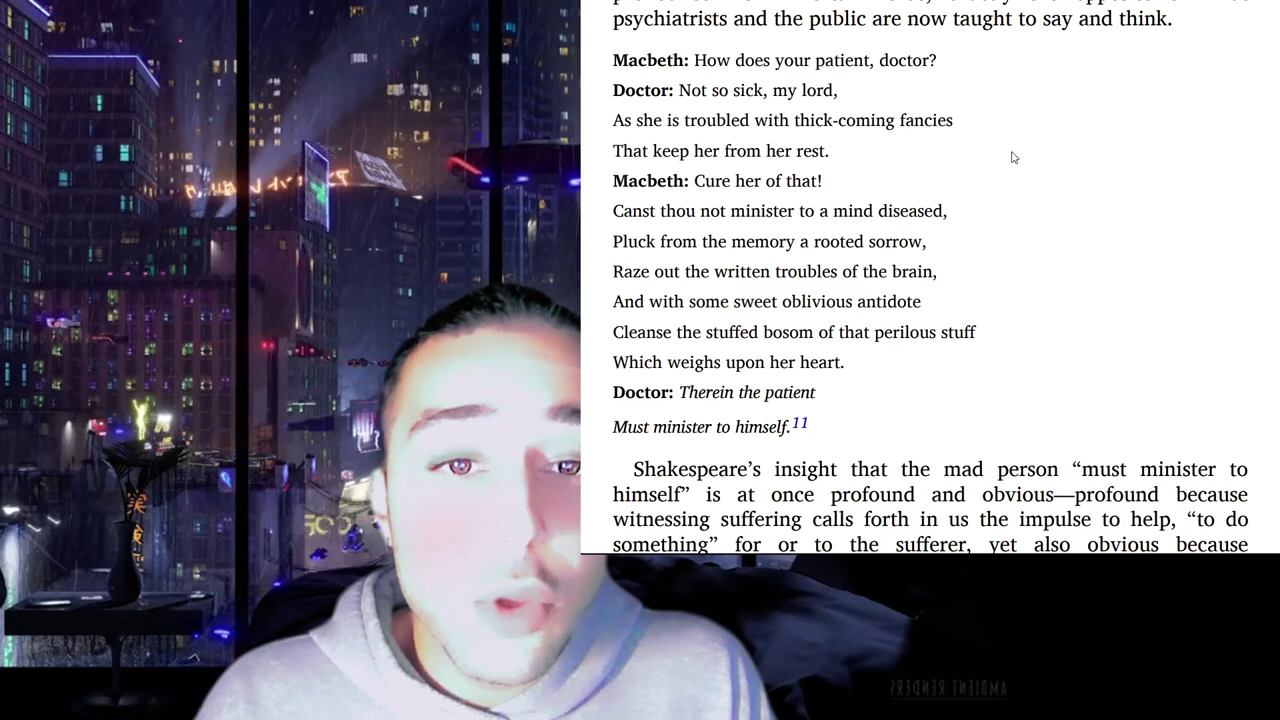 psychiatrists and the public are now taught to say and think.
Macbeth: How does your patient, doctor?
Doctor: Not so sick, my lord,
As she is troubled with thick-coming fancies
That keep her from her rest.
Macbeth: Cure her of that!
Canst thou not minister to a mind diseased,
Pluck from the memory a rooted sorrow,
Raze out the written troubles of the brain,
And with some sweet oblivious antidote
Cleanse the stuffed bosom of that perilous stuff
Which weighs upon her heart.
Doctor: Therein the patient
Must minister to himself.11
Shakespeare’s insight that the mad person “must minister to
himself” is at once profound and obvious—profound because
witnessing suffering calls forth in us the impulse to help, “to do
something” for or to the sufferer, yet also obvious because
AMBIENT RENDERS